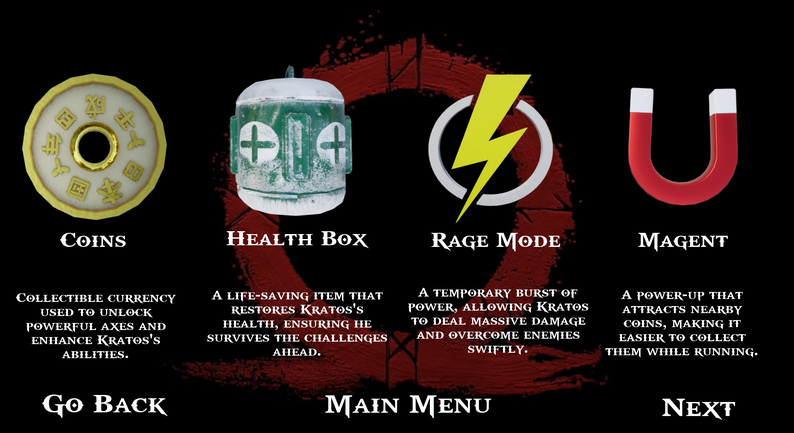 Coins
Health Box
Rage Mode
Magent
Collectible currency
used to unlock
powerful axes and
enhance Kratos's
abilities.
A life-saving item that
restores Kratos's
health, ensuring he
survives the challenges
ahead.
A temporary burst of
power, allowing Kratos
to deal massive damage
and overcome enemies
swiftly.
A power-up that
attracts nearby
coins, making it
easier to collect
them while running.
Go Back
Main Menu
Next